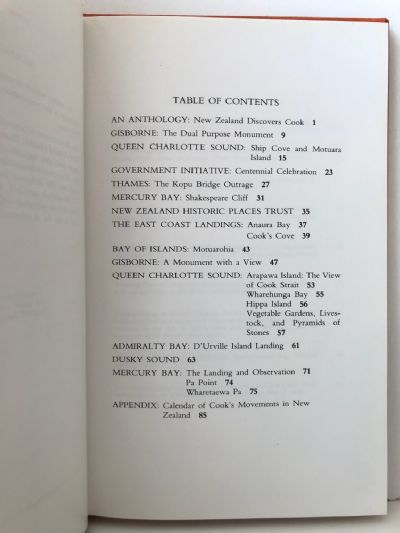 TABLE OF CONTENTS
AN ANTHOLOGY: New Zealand Discovers Cook 1
GISBORNE: The Dual Purpose Monument 9
QUEEN CHARLOTTE SOUND: Ship Cove and Motuara
Island 15
GOVERNMENT INITIATIVE: Centennial Celebration 23
THAMES: The Kopu Bridge Outrage 27
MERCURY BAY: Shakespeare Cliff 31
NEW ZEALAND HISTORIC PLACES TRUST 35
THE EAST COAST LANDINGS: Anaura Bay 37
Cook's Cove 39
BAY OF ISLANDS: Motuarohia 43
GISBORNE: A Monument with a View 47
QUEEN CHARLOTTE SOUND: Arapawa Island: The View
of Cook Strait 53
Wharehunga Bay 55
Hippa Island 56
Vegetable Gardens, Lives-
tock, and Pyramids of
Stones 57
ADMIRALTY BAY: D'Urville Island Landing 61
DUSKY SOUND 63
MERCURY BAY: The Landing and Observation 71
Pa Point 74
Wharetaewa Pa 75
APPENDIX: Calendar of Cook's Movements in New
Zealand 85